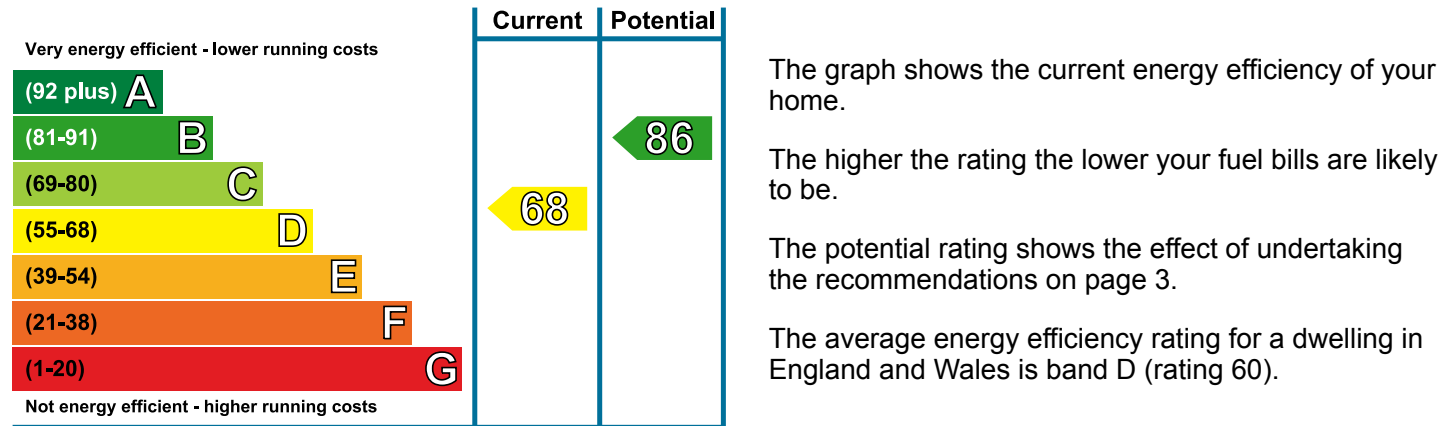 Current Potential
Very energy efficient - lower running costs
(92 plus) A
(81-91) B
86
(69-80) C
68
(55-68) D
(39-54) E
(21-38) F
(1-20) G
Not energy efficient - higher running costs
The graph shows the current energy efficiency of your
home.
The higher the rating the lower your fuel bills are likely
to be.
The potential rating shows the effect of undertaking
the recommendations on page 3.
The average energy efficiency rating for a dwelling in
England and Wales is band D (rating 60).